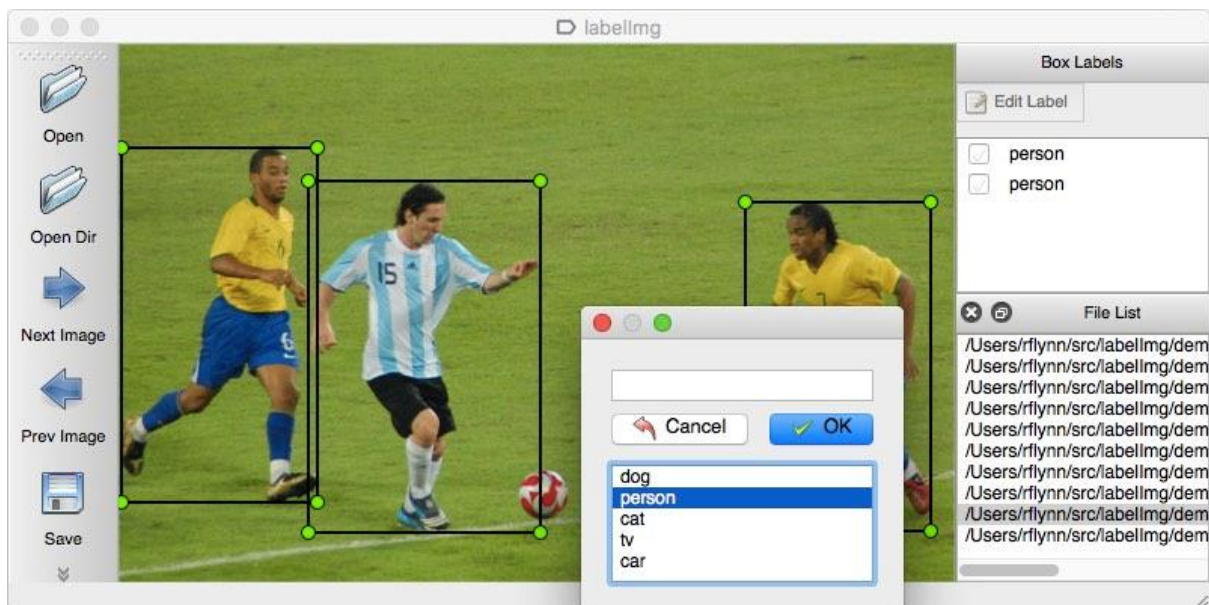 labelImg
Open
Open Dir
Next Image
Prev Image
Save
6
6
15
7
Cancel
OK
dog
person
cat
tv
car
Box Labels
Edit Label
person
person
File List
/Users/rflynn/src/labelImg/dem
/Users/rflynn/src/labelImg/dem
/Users/rflynn/src/labelImg/dem
/Users/rflynn/src/labelImg/dem
/Users/rflynn/src/labelImg/dem
/Users/rflynn/src/labelImg/dem
/Users/rflynn/src/labelImg/dem
/Users/rflynn/src/labelImg/dem
/Users/rflynn/src/labelImg/dem
/Users/rflynn/src/labelImg/dem